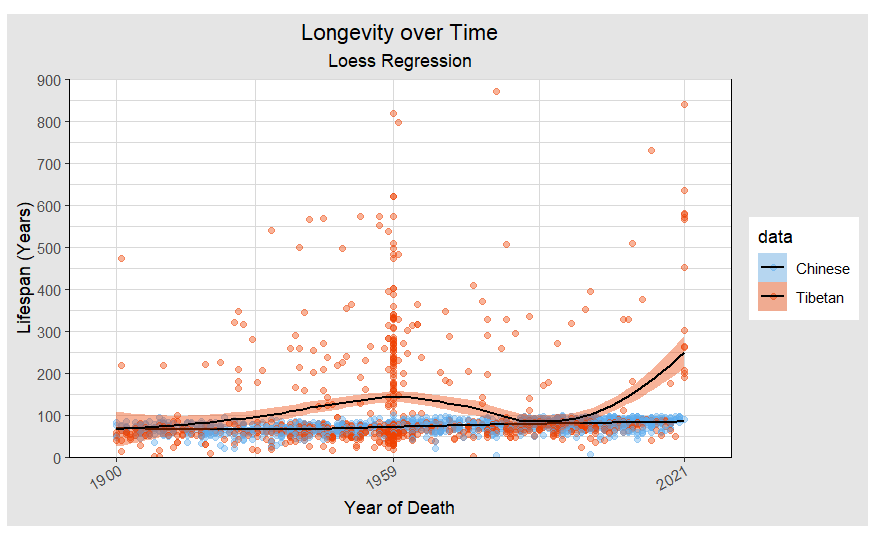 Longevity over Time
Loess Regression
Lifespan (Years)
900
800
700
600
500
400
300
200
100
0
1900
1959
2021
Year of Death
data
Chinese
Tibetan